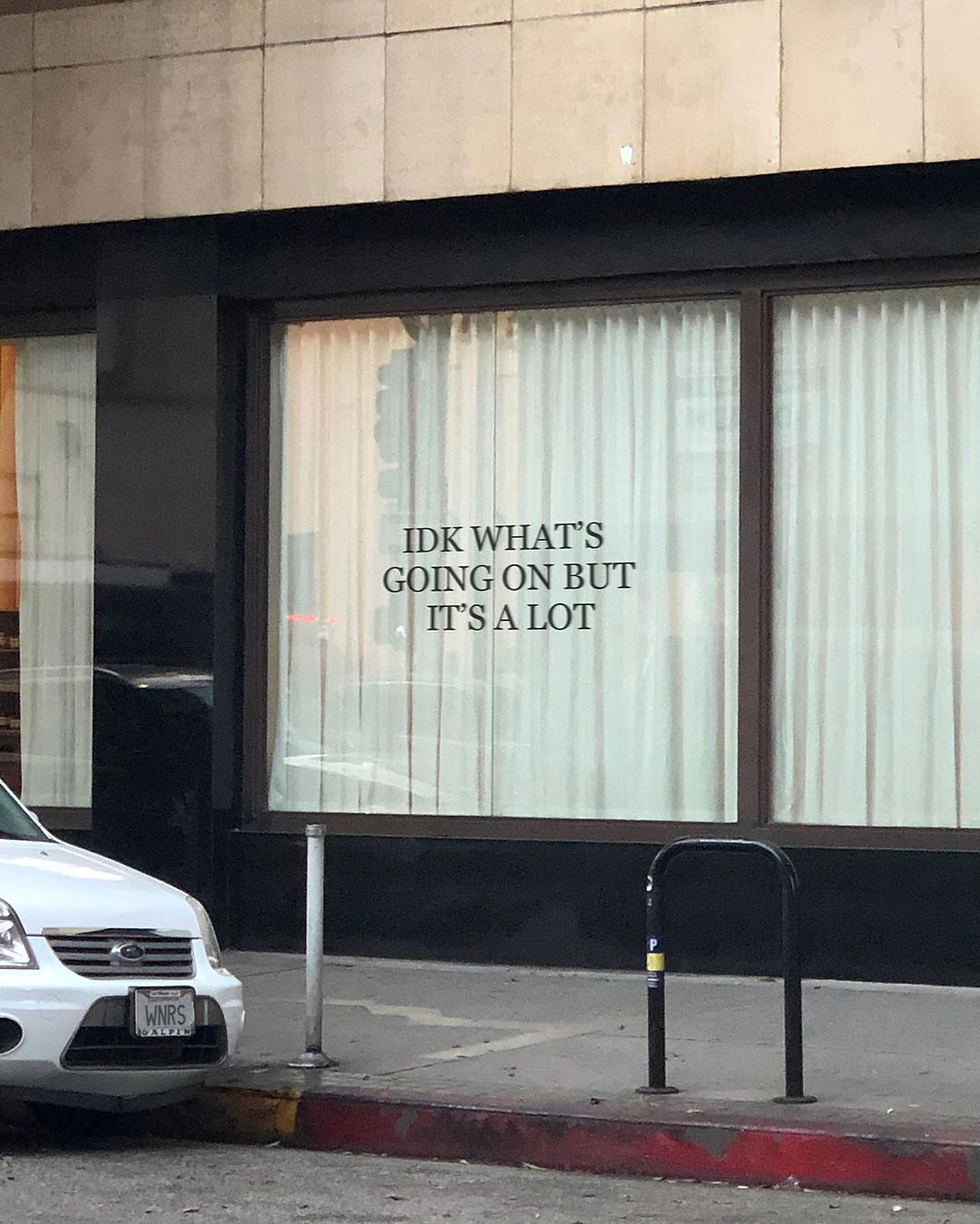 IDK WHAT’S
GOING ON BUT
IT’S A LOT
P
WNRS
GALPIN